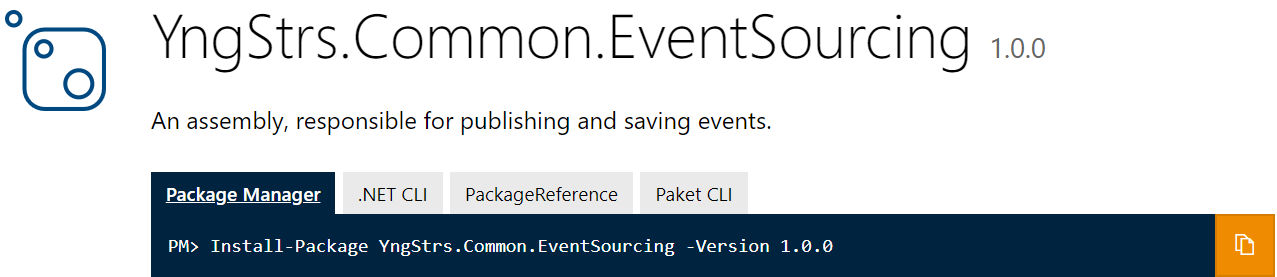 YngStrs.Common.EventSourcing 1.0.0
An assembly, responsible for publishing and saving events.
Package Manager .NET CLI PackageReference Paket CLI
PM> Install-Package YngStrs.Common.EventSourcing -Version 1.0.0